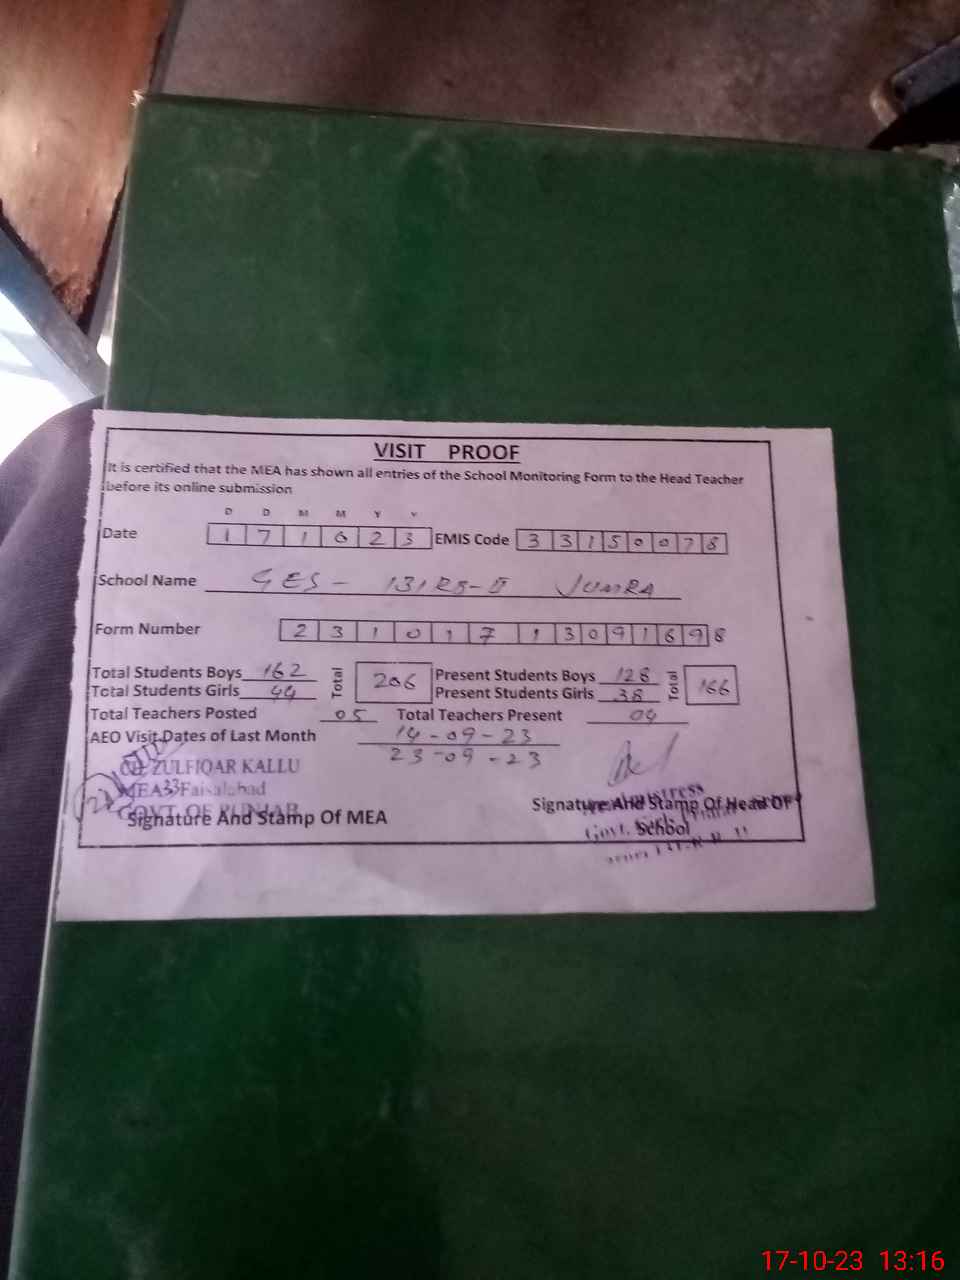 VISIT PROOF
It is certified that the MEA has shown all entries of the School Monitoring Form to the Head Teacher
before its online submission
D D M M Y Y
Date 1 7 1 0 2 3 EMIS Code 3 3 1 5 0 0 7 8
School Name GES - 131RB-II JUMRA
Form Number 2 3 1 0 1 7 1 3 0 9 1 6 9 8
Total Students Boys 162 Total 206 Present Students Boys 128 Total 166
Total Students Girls 44 Present Students Girls 38
Total Teachers Posted 05 Total Teachers Present 04
AEO Visit Dates of Last Month 14-09-23
23-09-23
ZULFIQAR KALLU
MEA33Faisalabad
GOVT. OF PUNJAB
Signature And Stamp Of MEA
Signature And Stamp Of Head OF
Govt. School
17-10-23 13:16